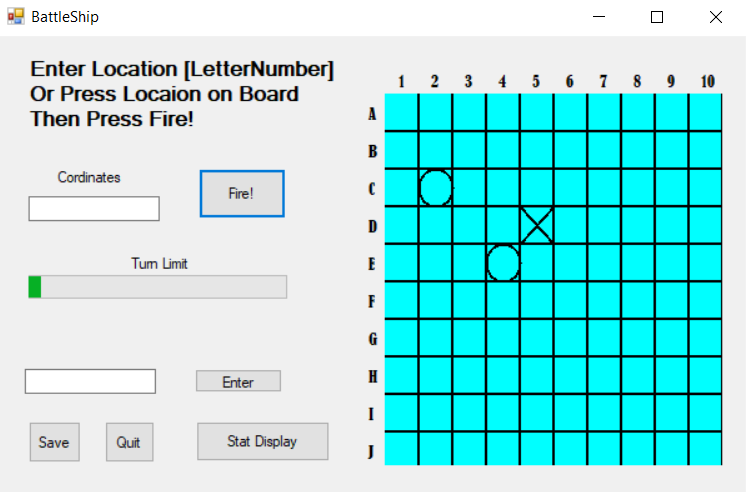 BattleShip
Enter Location [LetterNumber]
Or Press Locaion on Board
Then Press Fire!
Cordinates
Fire!
Turn Limit
Enter
Save
Quit
Stat Display
1 2 3 4 5 6 7 8 9 10
A
B
C
D
E
F
G
H
I
J